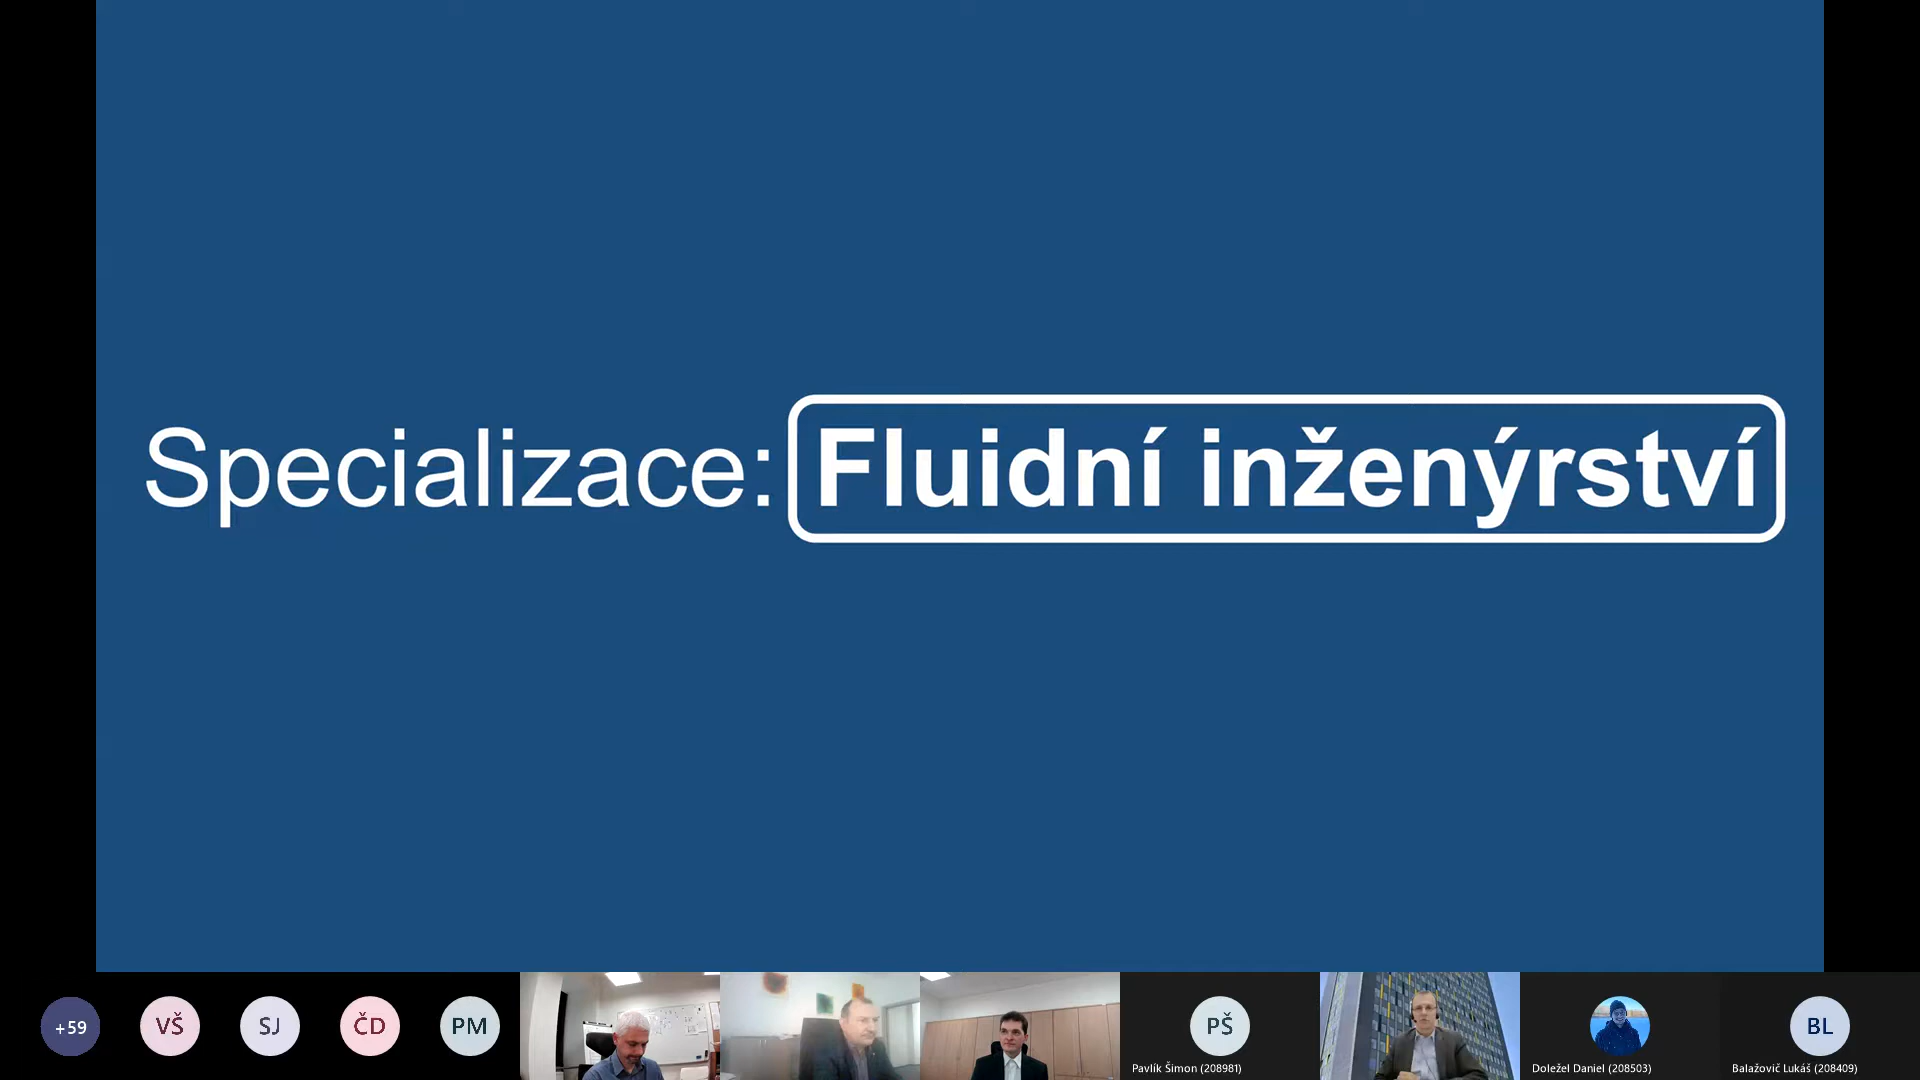 Specializace: Fluidní inženýrství
+59
VŠ
SJ
ČD
PM
PŠ
BL
Pavlík Šimon (208981)
Doležel Daniel (208503)
Balažovič Lukáš (208409)